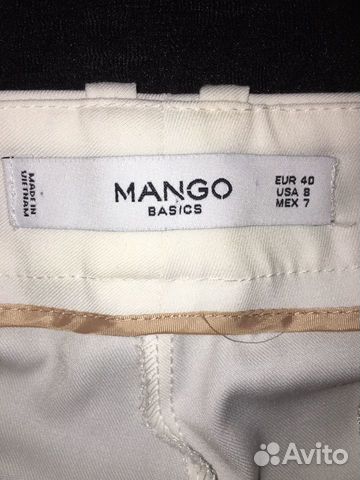 MADE IN
VIETNAM
MANGO
BASICS
EUR 40
USA 8
MEX 7
Avito